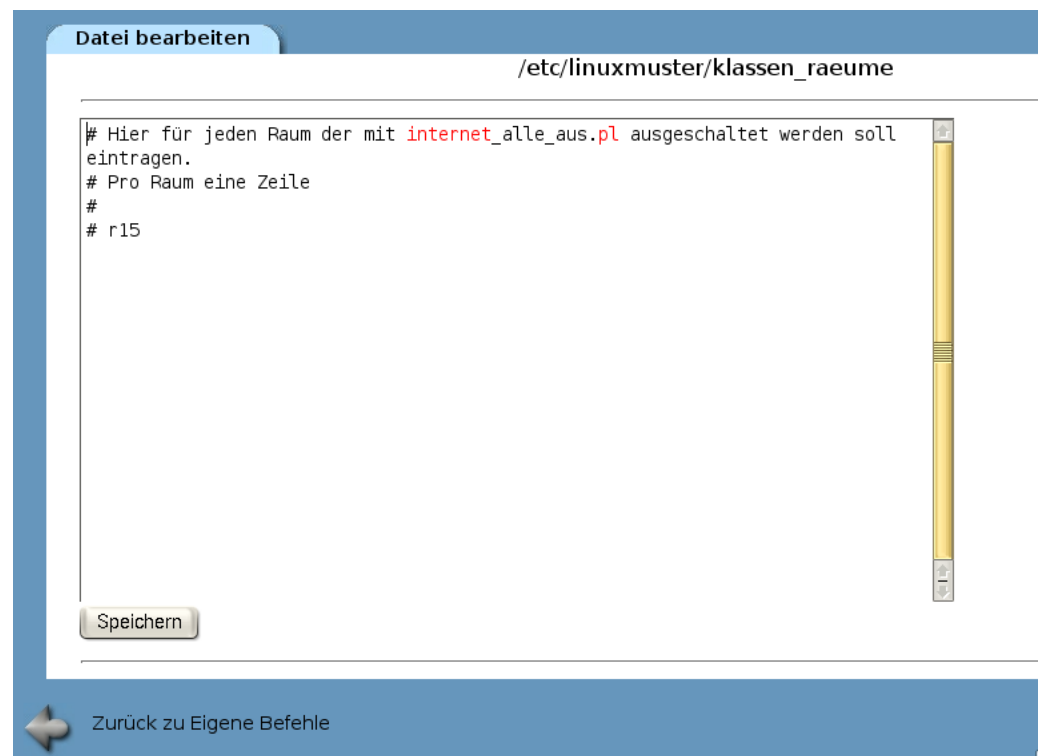 Datei bearbeiten
/etc/linuxmuster/klassen_raeume
# Hier für jeden Raum der mit internet_alle_aus.pl ausgeschaltet werden soll
eintragen.
# Pro Raum eine Zeile
#
# r15
Speichern
Zurück zu Eigene Befehle